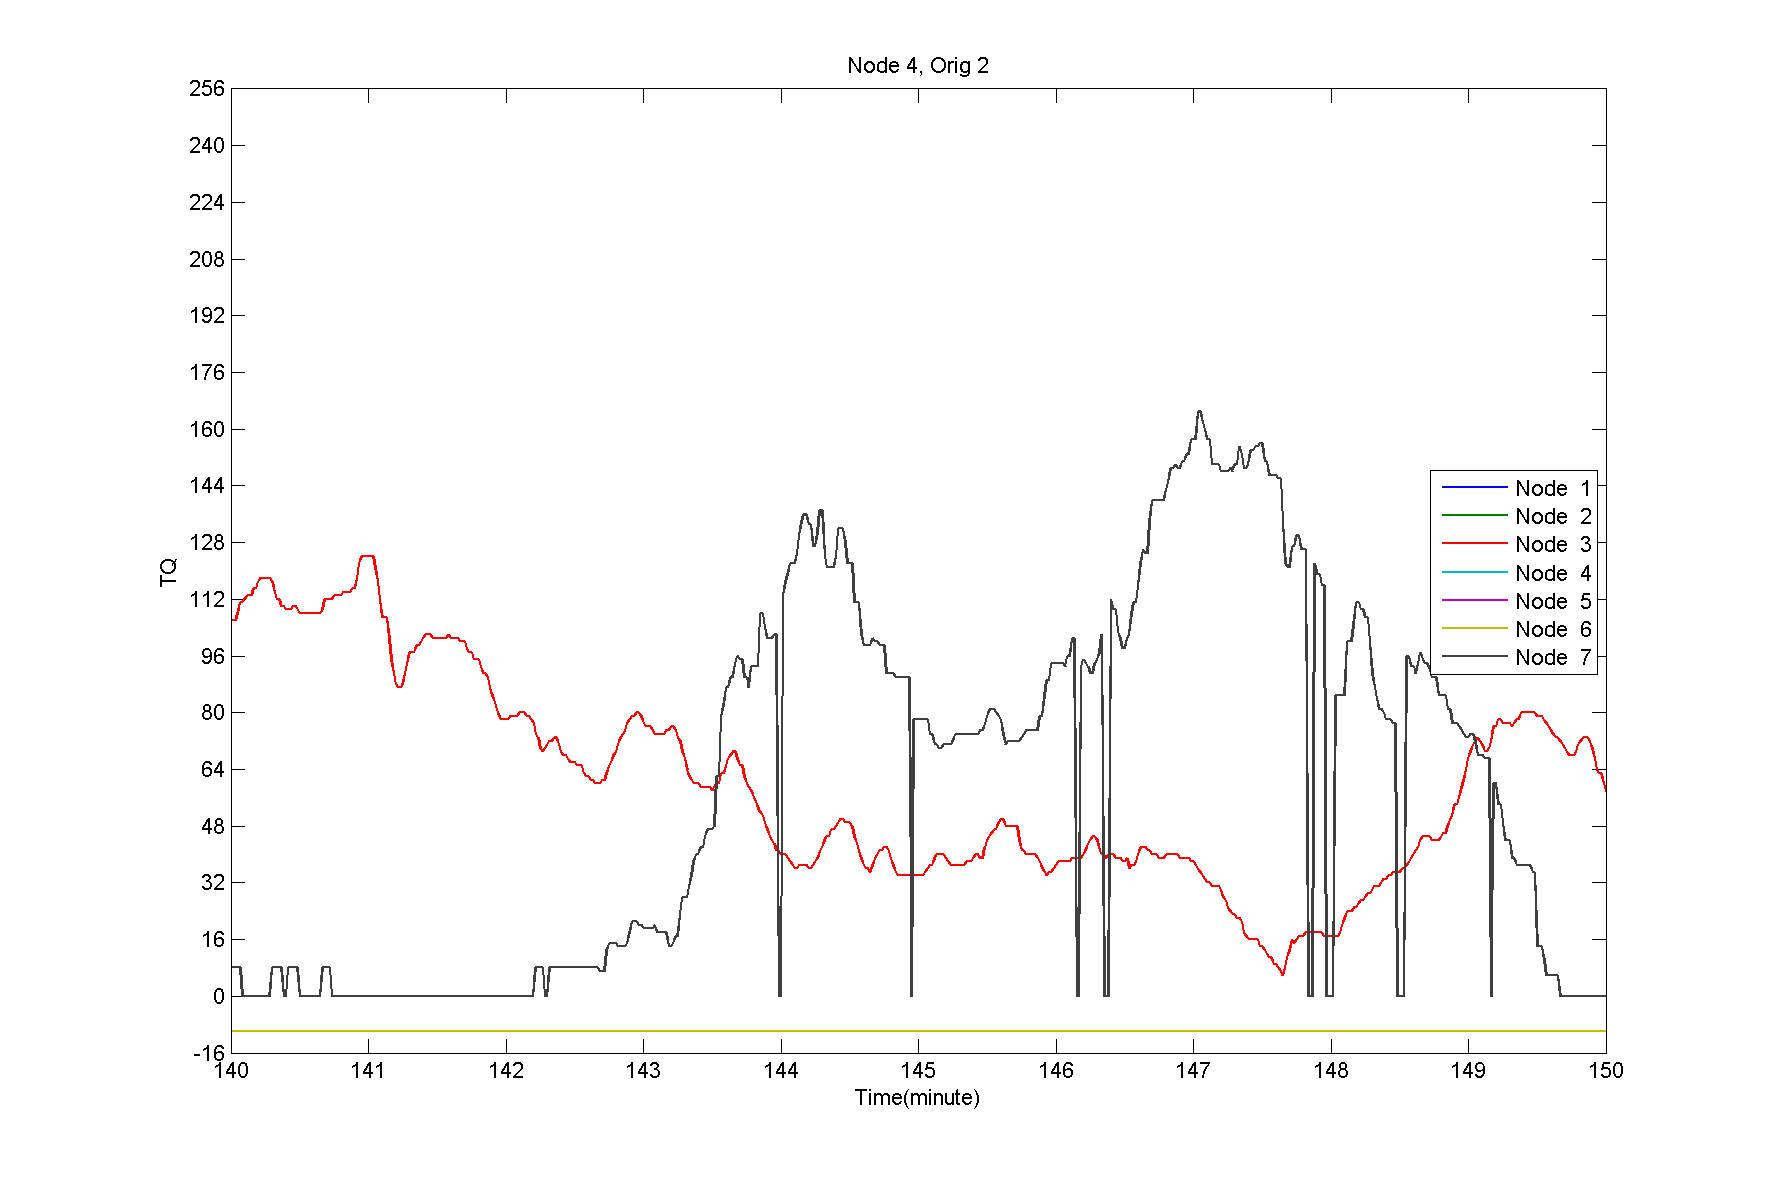 Node 4, Orig 2
256
240
224
208
192
176
160
144
128
112
96
80
64
48
32
16
0
-16
TQ
Node 1
Node 2
Node 3
Node 4
Node 5
Node 6
Node 7
140 141 142 143 144 145 146 147 148 149 150
Time(minute)